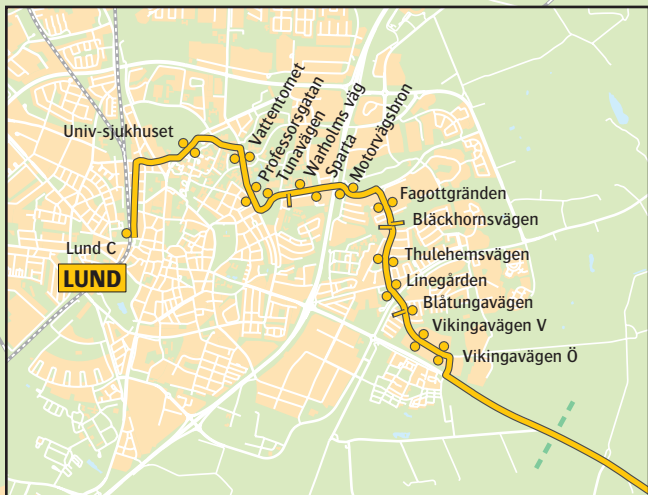 Univ-sjukhuset
Vattentornet
Professorsgatan
Tunavägen
Warholms väg
Sparta
Motorvägsbron
Fagottgränden
Bläckhornsvägen
Lund C
LUND
Thulehemsvägen
Linegården
Blåtungavägen
Vikingavägen V
Vikingavägen Ö